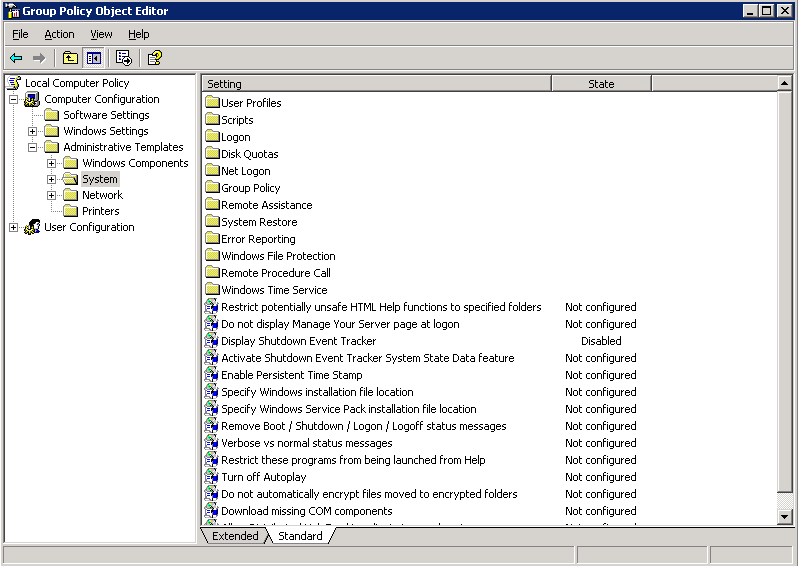 Group Policy Object Editor
File Action View Help
Local Computer Policy
Computer Configuration
Software Settings
Windows Settings
Administrative Templates
Windows Components
System
Network
Printers
User Configuration
Setting State
User Profiles
Scripts
Logon
Disk Quotas
Net Logon
Group Policy
Remote Assistance
System Restore
Error Reporting
Windows File Protection
Remote Procedure Call
Windows Time Service
Restrict potentially unsafe HTML Help functions to specified folders Not configured
Do not display Manage Your Server page at logon Not configured
Display Shutdown Event Tracker Disabled
Activate Shutdown Event Tracker System State Data feature Not configured
Enable Persistent Time Stamp Not configured
Specify Windows installation file location Not configured
Specify Windows Service Pack installation file location Not configured
Remove Boot / Shutdown / Logon / Logoff status messages Not configured
Verbose vs normal status messages Not configured
Restrict these programs from being launched from Help Not configured
Turn off Autoplay Not configured
Do not automatically encrypt files moved to encrypted folders Not configured
Download missing COM components Not configured
Extended Standard